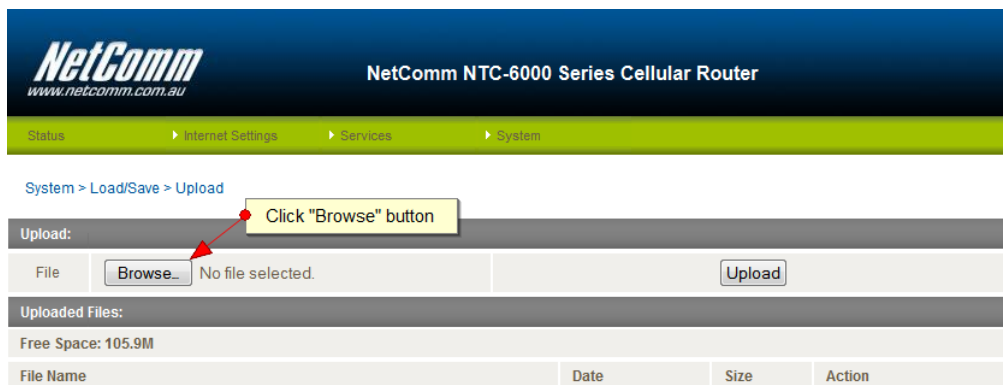 NetComm
www.netcomm.com.au
NetComm NTC-6000 Series Cellular Router
Status Internet Settings Services System
System > Load/Save > Upload
Click "Browse" button
Upload:
File Browse... No file selected. Upload
Uploaded Files:
Free Space: 105.9M
File Name Date Size Action